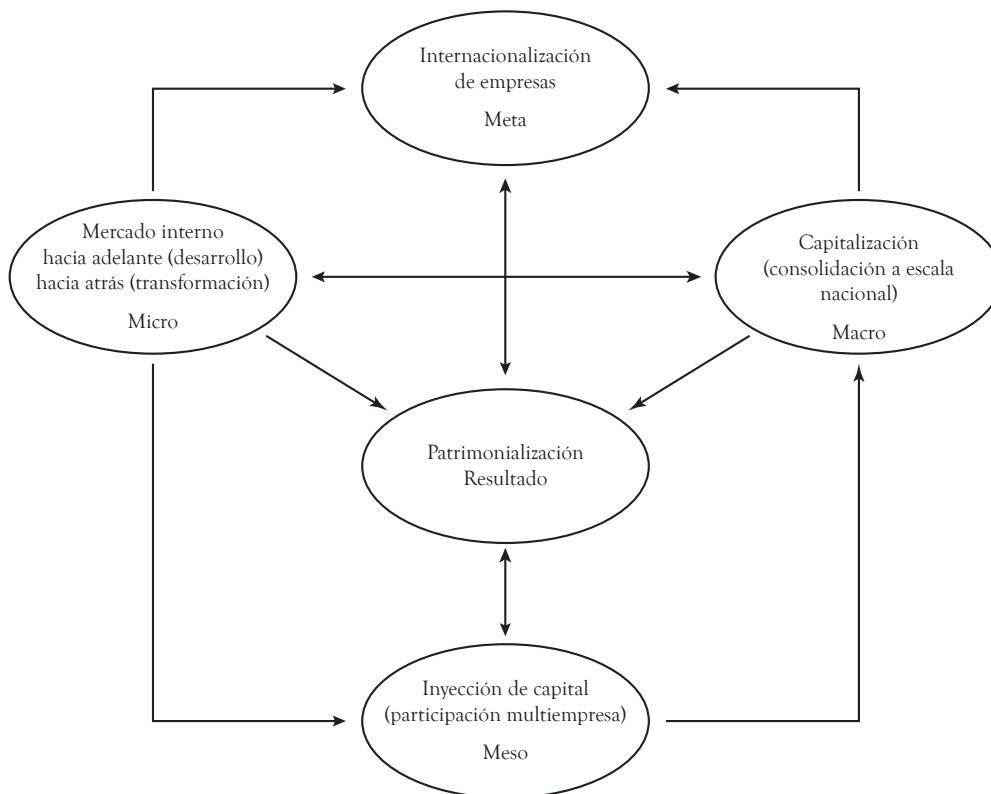 Internacionalización
de empresas
Meta
Mercado interno
hacia adelante (desarrollo)
hacia atrás (transformación)
Micro
Capitalización
(consolidación a escala
nacional)
Macro
Patrimonialización
Resultado
Inyección de capital
(participación multiempresa)
Meso